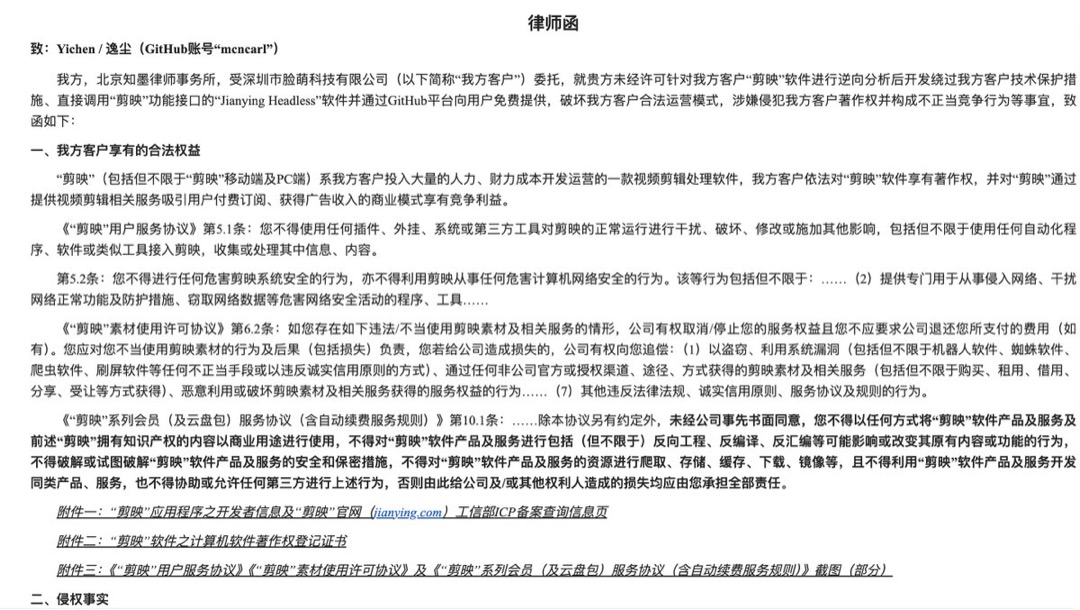 律师函
致：Yichen / 逸尘（GitHub账号“mcncarl”）
我方，北京知墨律师事务所，受深圳市脸萌科技有限公司（以下简称“我方客户”）委托，就贵方未经许可针对我方客户“剪映”软件进行逆向分析后开发绕过我方客户技术保护措
施、直接调用“剪映”功能接口的“Jianying Headless”软件并通过GitHub平台向用户免费提供，破坏我方客户合法运营模式，涉嫌侵犯我方客户著作权并构成不正当竞争行为等事宜，致
函如下：
一、我方客户享有的合法权益
“剪映”（包括但不限于“剪映”移动端及PC端）系我方客户投入大量的人力、财力成本开发运营的一款视频剪辑处理软件，我方客户依法对“剪映”软件享有著作权，并对“剪映”通过
提供视频剪辑相关服务吸引用户付费订阅、获得广告收入的商业模式享有竞争利益。
《“剪映”用户服务协议》第5.1条：您不得使用任何插件、外挂、系统或第三方工具对剪映的正常运行进行干扰、破坏、修改或施加其他影响，包括但不限于使用任何自动化程
序、软件或类似工具接入剪映，收集或处理其中信息、内容。
第5.2条：您不得进行任何危害剪映系统安全的行为，亦不得利用剪映从事任何危害计算机网络安全的行为。该等行为包括但不限于：……（2）提供专门用于从事侵入网络、干扰
网络正常功能及防护措施、窃取网络数据等危害网络安全活动的程序、工具……
《“剪映”素材使用许可协议》第6.2条：如您存在如下违法/不当使用剪映素材及相关服务的情形，公司有权取消/停止您的服务权益且您不应要求公司退还您所支付的费用（如
有）。您应对您不当使用剪映素材的行为及后果（包括损失）负责，您若给公司造成损失的，公司有权向您追偿：（1）以盗窃、利用系统漏洞（包括但不限于机器人软件、蜘蛛软件、
爬虫软件、刷屏软件等任何不正当手段或以违反诚实信用原则的方式）、通过任何非公司官方或授权渠道、途径、方式获得的剪映素材及相关服务（包括但不限于购买、租用、借用、
分享、受让等方式获得）、恶意利用或破坏剪映素材及相关服务获得的服务权益的行为……（7）其他违反法律法规、诚实信用原则、服务协议及规则的行为。
《“剪映”系列会员（及云盘包）服务协议（含自动续费服务规则）》第10.1条：……除本协议另有约定外，未经公司事先书面同意，您不得以任何方式将“剪映”软件产品及服务及
前述“剪映”拥有知识产权的内容以商业用途进行使用，不得对“剪映”软件产品及服务进行包括（但不限于）反向工程、反编译、反汇编等可能影响或改变其原有内容或功能的行为，
不得破解或试图破解“剪映”软件产品及服务的安全和保密措施，不得对“剪映”软件产品及服务的资源进行爬取、存储、缓存、下载、镜像等，且不得利用“剪映”软件产品及服务开发
同类产品、服务，也不得协助或允许任何第三方进行上述行为，否则由此给公司及/或其他权利人造成的损失均应由您承担全部责任。
附件一：“剪映”应用程序之开发者信息及“剪映”官网（jianying.com）工信部ICP备案查询信息页
附件二：“剪映”软件之计算机软件著作权登记证书
附件三：《“剪映”用户服务协议》《“剪映”素材使用许可协议》及《“剪映”系列会员（及云盘包）服务协议（含自动续费服务规则）》截图（部分）
二、侵权事实